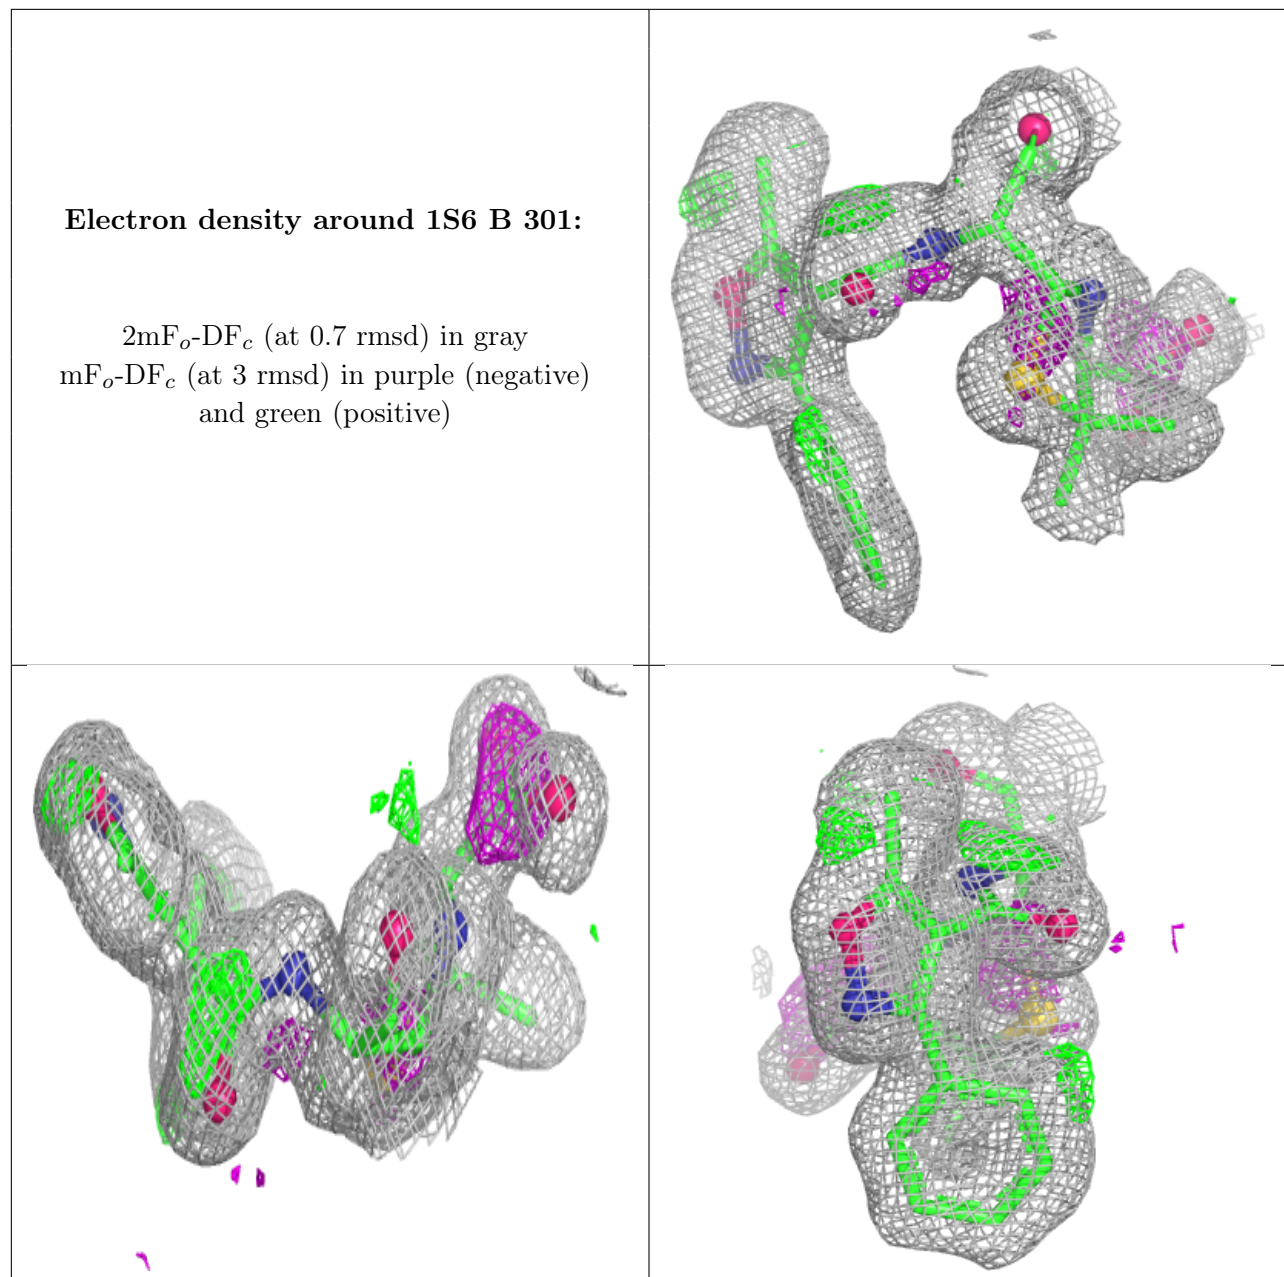 Electron density around 1S6 B 301:
2mFo-DFc (at 0.7 rmsd) in gray
mFo-DFc (at 3 rmsd) in purple (negative)
and green (positive)